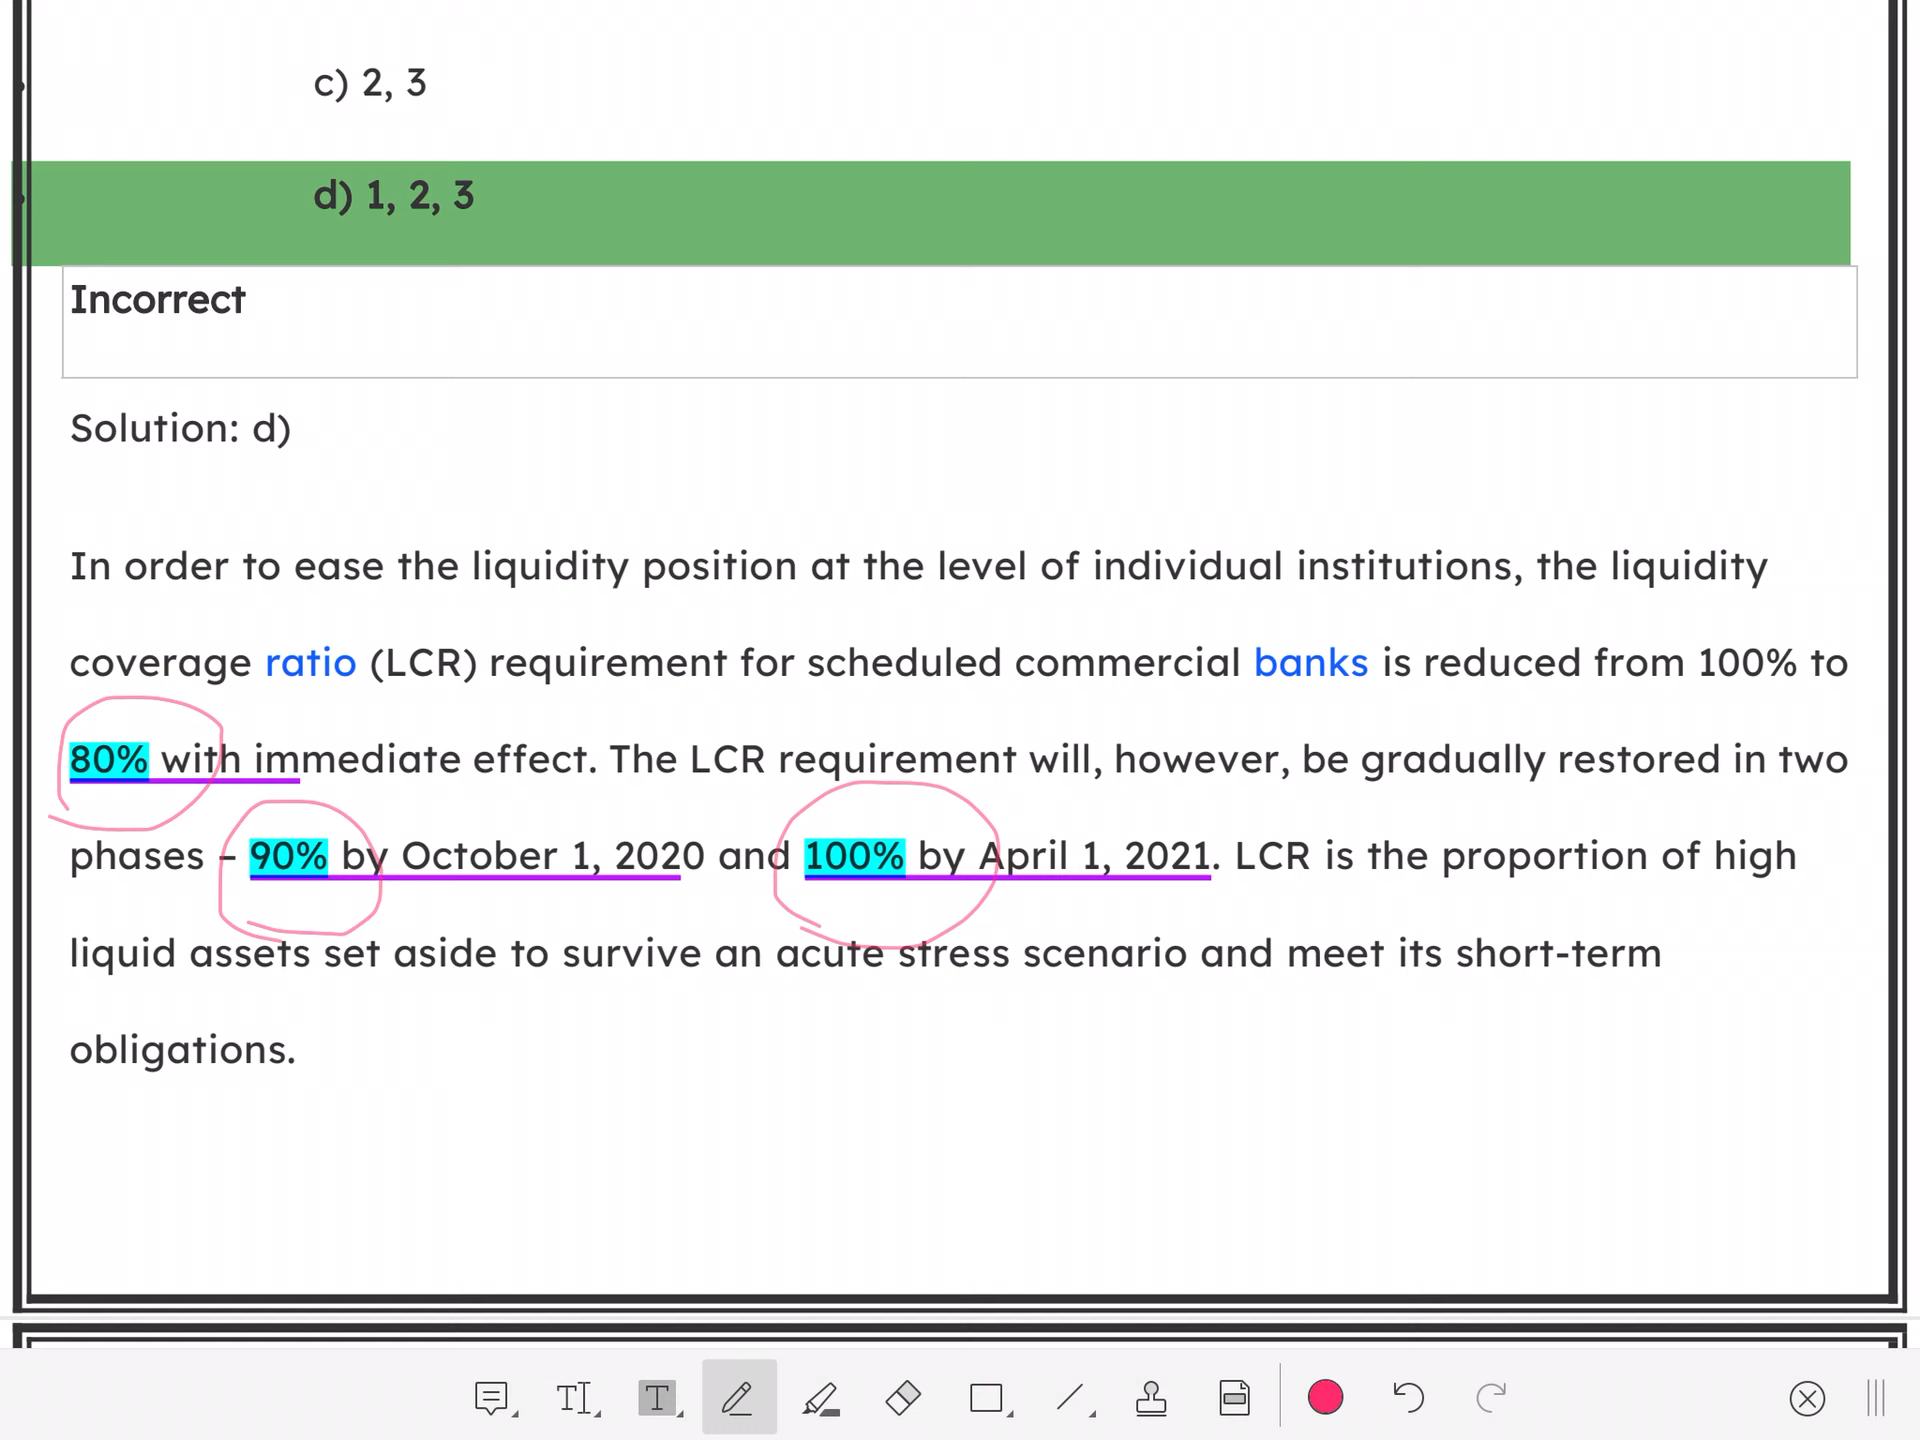 c) 2, 3
d) 1, 2, 3
Incorrect
Solution: d)
In order to ease the liquidity position at the level of individual institutions, the liquidity
coverage ratio (LCR) requirement for scheduled commercial banks is reduced from 100% to
80% with immediate effect. The LCR requirement will, however, be gradually restored in two
phases – 90% by October 1, 2020 and 100% by April 1, 2021. LCR is the proportion of high
liquid assets set aside to survive an acute stress scenario and meet its short-term
obligations.